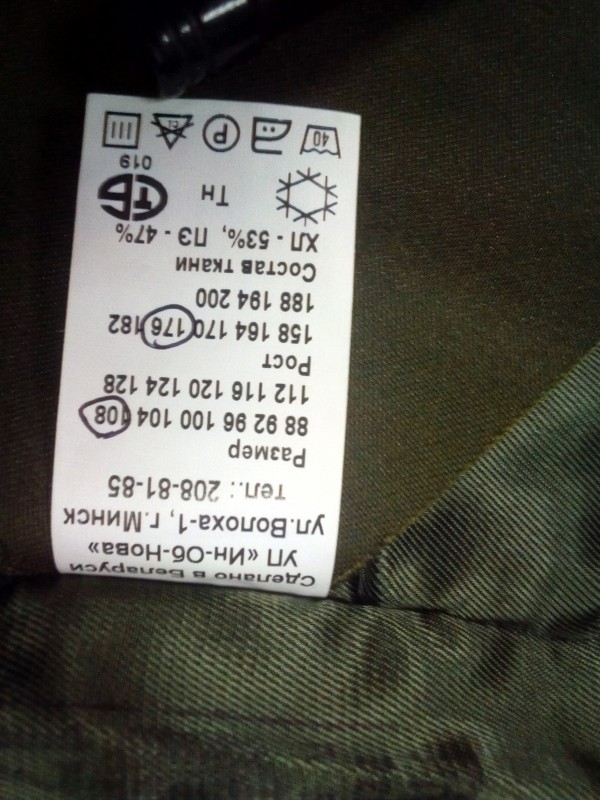 Сделано в Беларуси
УП «Ин-Об-Нова»
ул.Волоха-1, г.Минск
тел.: 208-81-85
Размер
88 92 96 100 104 108
112 116 120 124 128
Рост
158 164 170 176 182
188 194 200
Состав ткани
ХЛ - 53%, ПЭ - 47%
Тн СТБ
019
40 P CL